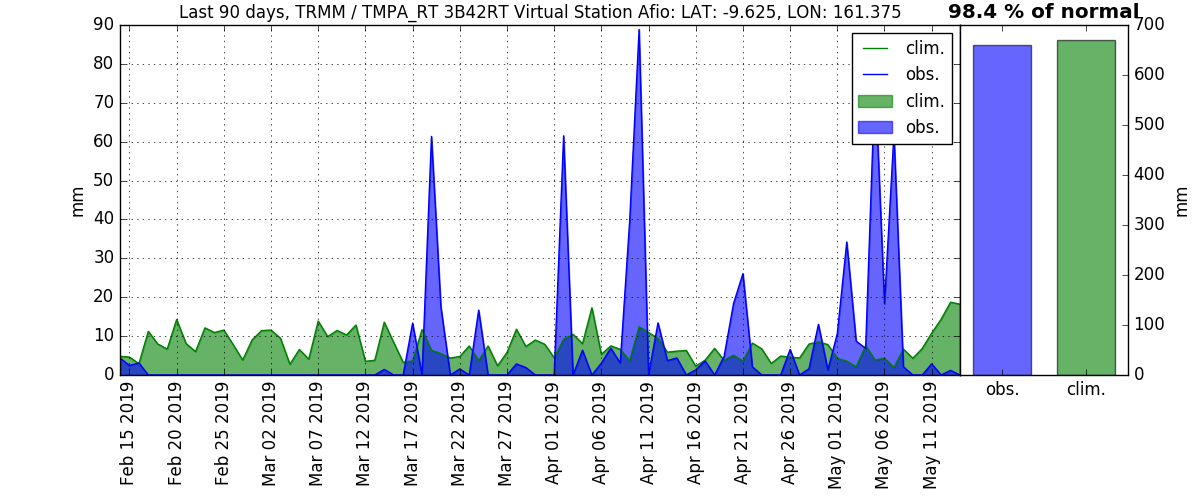 Last 90 days, TRMM / TMPA_RT 3B42RT Virtual Station Afio: LAT: -9.625, LON: 161.375
98.4 % of normal
90
80
70
60
50
40
30
20
10
0
mm
clim.
obs.
clim.
obs.
Feb 15 2019
Feb 20 2019
Feb 25 2019
Mar 02 2019
Mar 07 2019
Mar 12 2019
Mar 17 2019
Mar 22 2019
Mar 27 2019
Apr 01 2019
Apr 06 2019
Apr 11 2019
Apr 16 2019
Apr 21 2019
Apr 26 2019
May 01 2019
May 06 2019
May 11 2019
700
600
500
400
300
200
100
0
mm
obs.
clim.